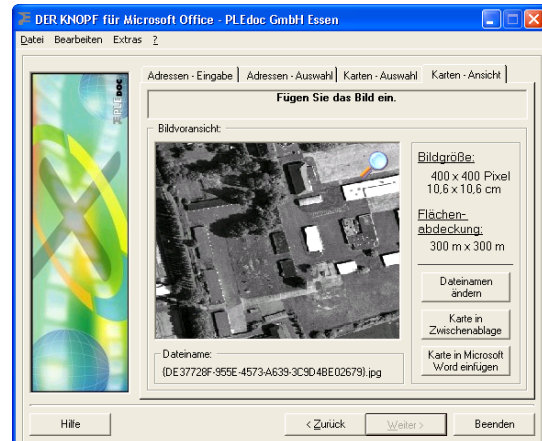 DER KNOPF für Microsoft Office - PLEdoc GmbH Essen
Datei Bearbeiten Extras ?
Adressen - Eingabe Adressen - Auswahl Karten - Auswahl Karten - Ansicht
Fügen Sie das Bild ein.
PLEDOC
Bildvoransicht:
Bildgröße:
400 x 400 Pixel
10,6 x 10,6 cm
Flächen-
abdeckung:
300 m x 300 m
Dateinamen
ändern
Karte in
Zwischenablage
Karte in Microsoft
Word einfügen
Dateiname:
{DE37728F-955E-4573-A639-3C9D4BE02679}.jpg
Hilfe
< Zurück
Weiter >
Beenden